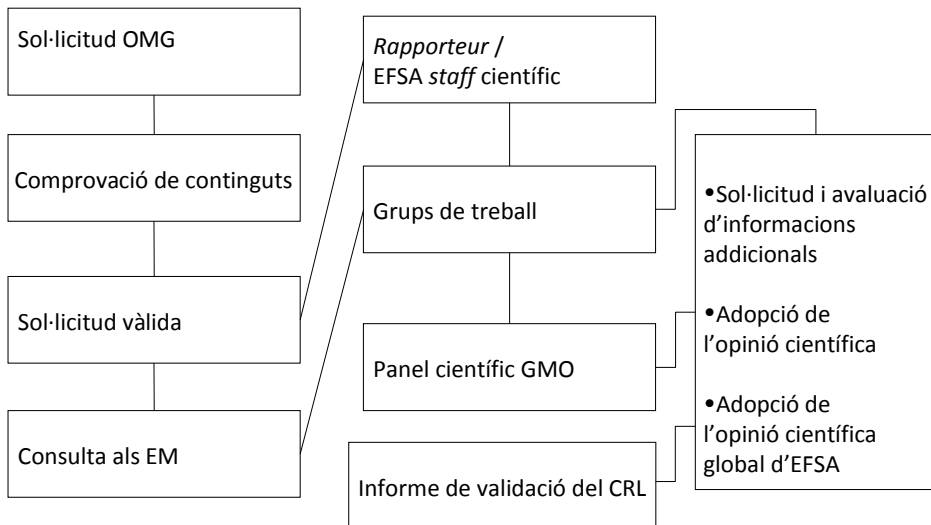 Sol·licitud OMG
Comprovació de continguts
Sol·licitud vàlida
Consulta als EM
Rapporteur /
EFSA staff científic
Grups de treball
Panel científic GMO
Informe de validació del CRL
•Sol·licitud i avaluació
d’informacions
addicionals
•Adopció de
l’opinió científica
•Adopció de
l’opinió científica
global d’EFSA